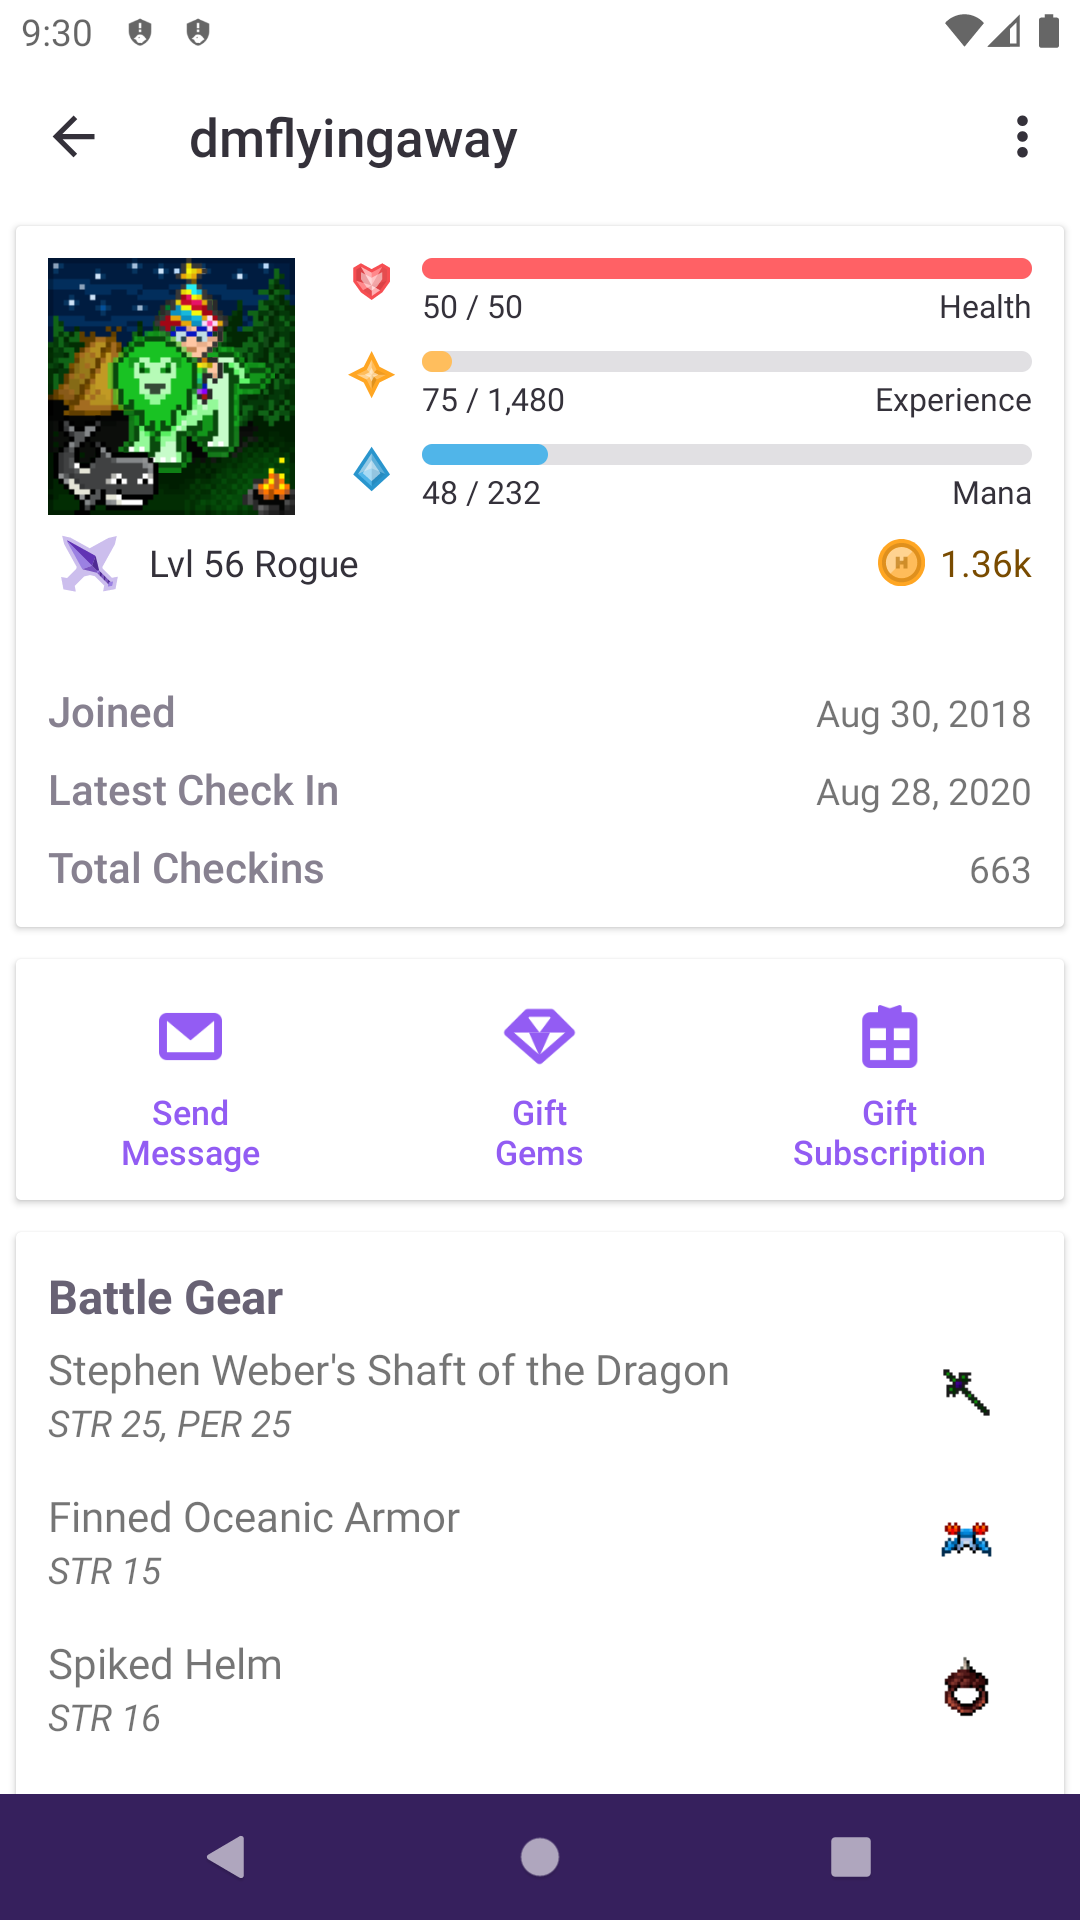 9:30
dmflyingaway
50 / 50 Health
75 / 1,480 Experience
48 / 232 Mana
Lvl 56 Rogue H 1.36k
Joined Aug 30, 2018
Latest Check In Aug 28, 2020
Total Checkins 663
Send Gift Gift
Message Gems Subscription
Battle Gear
Stephen Weber's Shaft of the Dragon
STR 25, PER 25
Finned Oceanic Armor
STR 15
Spiked Helm
STR 16